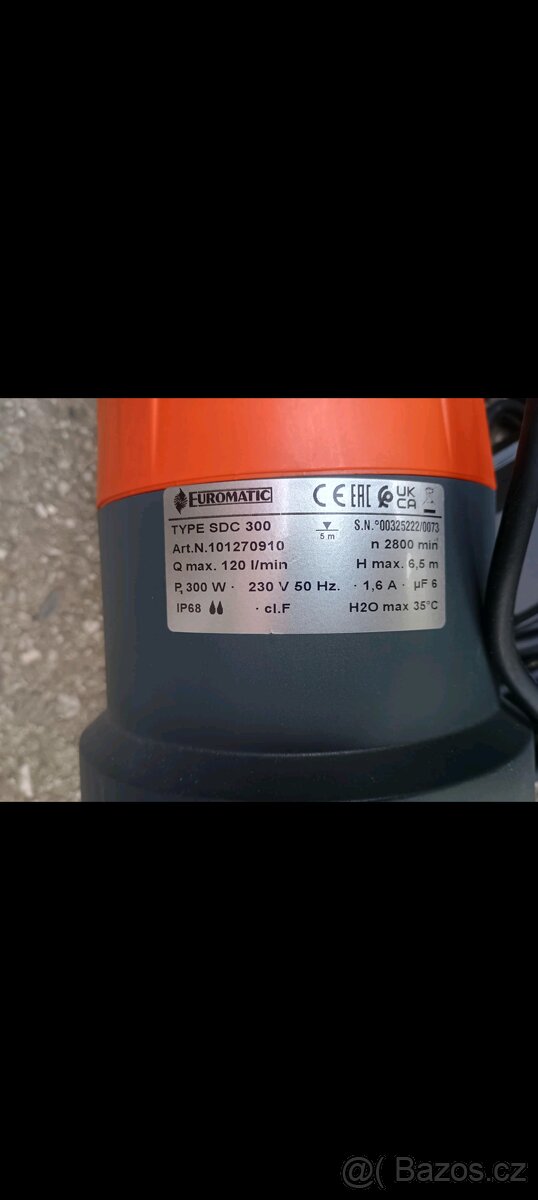 EUROMATIC CE EAC UK CA
TYPE SDC 300 5 m S.N.°00325222/0073
Art.N.101270910 n 2800 min
Q max. 120 l/min H max. 6,5 m
P, 300 W · 230 V 50 Hz. · 1,6 A · µF 6
IP68 · cl.F H2O max 35°C
@( Bazos.cz